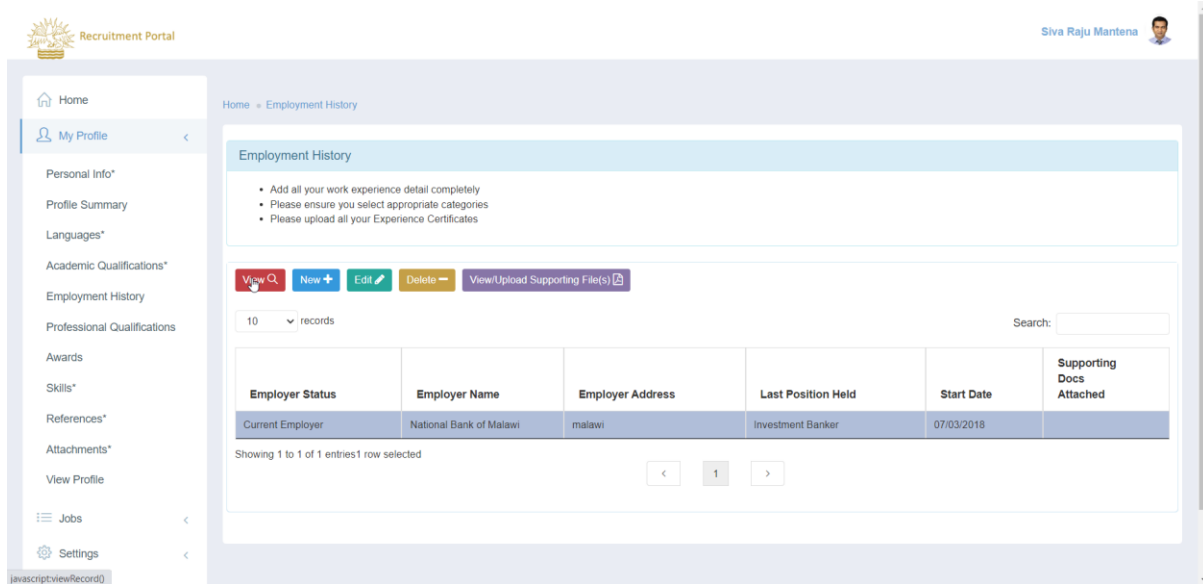 Recruitment Portal
Siva Raju Mantena
Home
My Profile
Personal Info*
Profile Summary
Languages*
Academic Qualifications*
Employment History
Professional Qualifications
Awards
Skills*
References*
Attachments*
View Profile
Jobs
Settings
javascript:viewRecord()
Home Employment History
Employment History
Add all your work experience detail completely
Please ensure you select appropriate categories
Please upload all your Experience Certificates
View New Edit Delete View/Upload Supporting File(s)
10 records Search:
Employer Status Employer Name Employer Address Last Position Held Start Date Supporting Docs Attached
Current Employer National Bank of Malawi malawi Investment Banker 07/03/2018
Showing 1 to 1 of 1 entries1 row selected
< 1 >